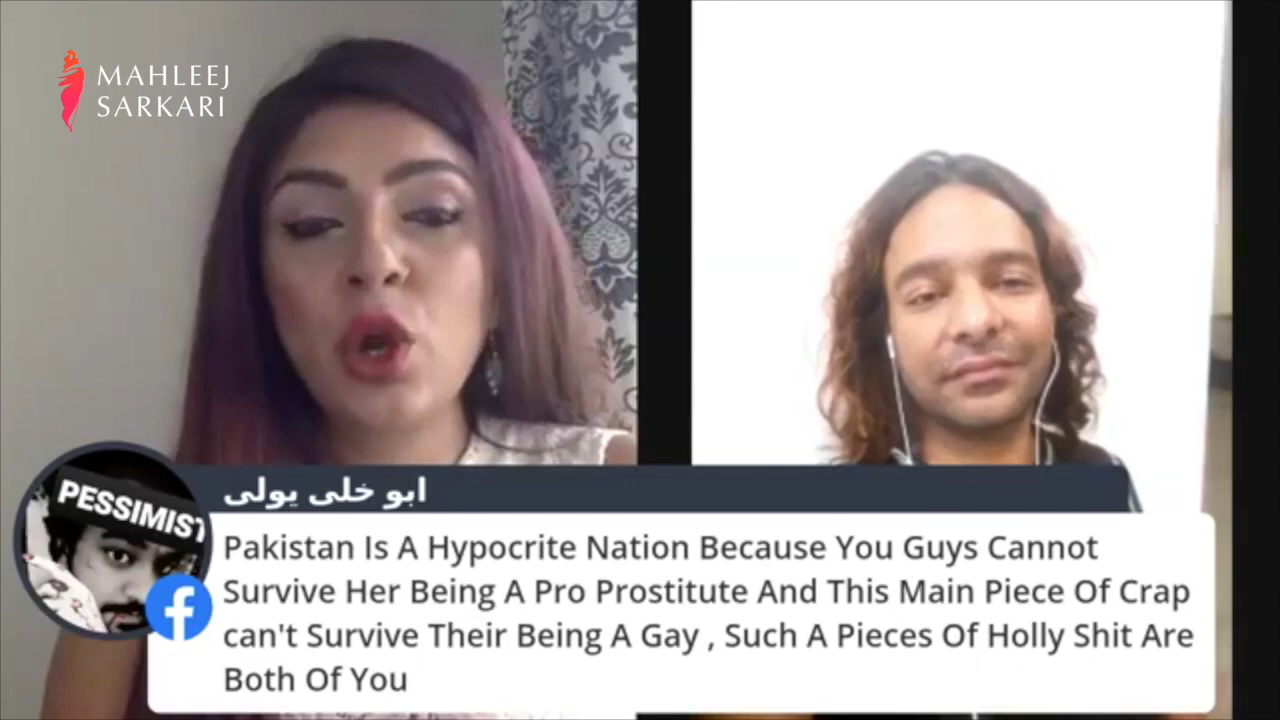 MAHLEEJ
SARKARI
PESSIMIST
ابو خلی یولی
Pakistan Is A Hypocrite Nation Because You Guys Cannot
Survive Her Being A Pro Prostitute And This Main Piece Of Crap
can't Survive Their Being A Gay , Such A Pieces Of Holly Shit Are
Both Of You